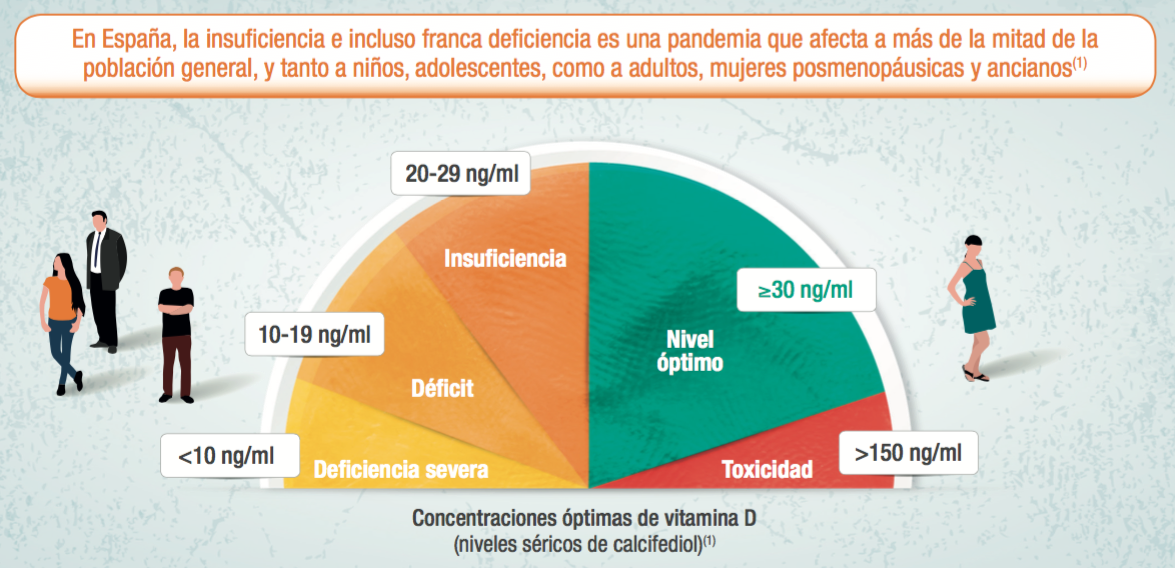 En España, la insuficiencia e incluso franca deficiencia es una pandemia que afecta a más de la mitad de la
población general, y tanto a niños, adolescentes, como a adultos, mujeres posmenopáusicas y ancianos(1)
20-29 ng/ml
Insuficiencia
≥30 ng/ml
10-19 ng/ml
Nivel
óptimo
Déficit
<10 ng/ml
Deficiencia severa
Toxicidad
>150 ng/ml
Concentraciones óptimas de vitamina D
(niveles séricos de calcifediol)(1)